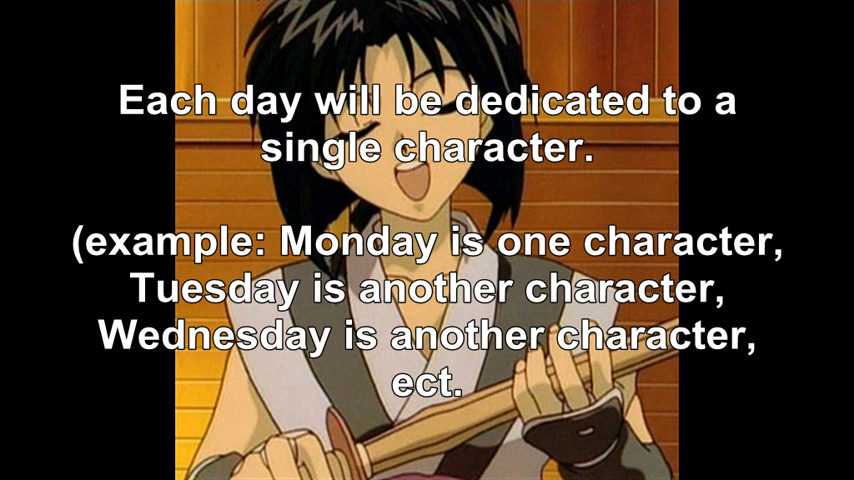 Each day will be dedicated to a
single character.
(example: Monday is one character,
Tuesday is another character,
Wednesday is another character,
ect.